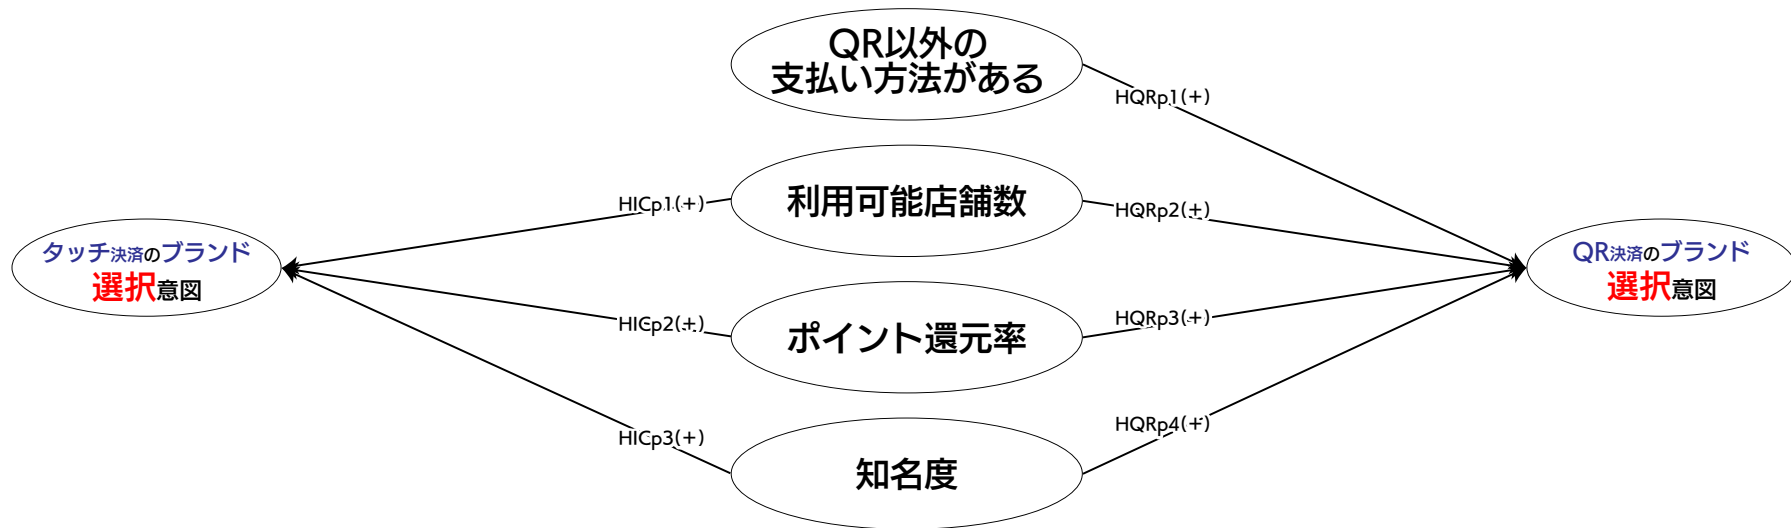 QR以外の
支払い方法がある
HQRp1(+)
利用可能店舗数
HICp1(+)
HQRp2(+)
タッチ決済のブランド
選択意図
QR決済のブランド
選択意図
ポイント還元率
HICp2(+)
HQRp3(+)
知名度
HICp3(+)
HQRp4(+)